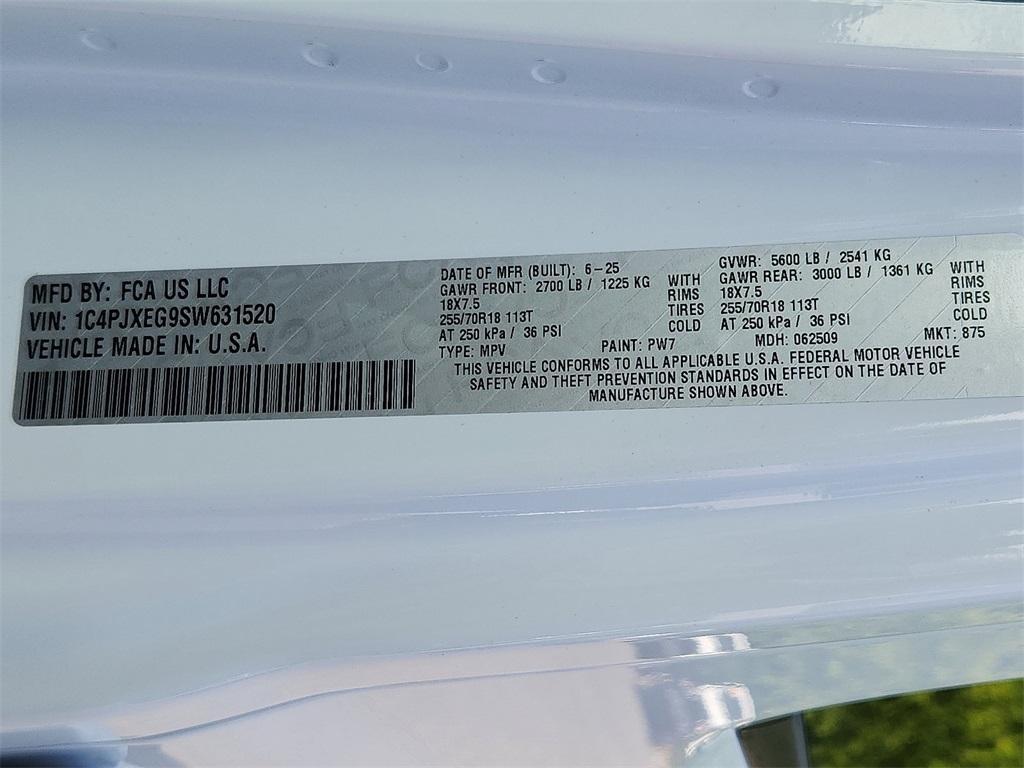 MFD BY: FCA US LLC
VIN: 1C4PJXEG9SW631520
VEHICLE MADE IN: U.S.A.
DATE OF MFR (BUILT): 6-25
GAWR FRONT: 2700 LB / 1225 KG
18X7.5
255/70R18 113T
AT 250 kPa / 36 PSI
WITH
RIMS
TIRES
COLD
GVWR: 5600 LB / 2541 KG
GAWR REAR: 3000 LB / 1361 KG
18X7.5
255/70R18 113T
AT 250 kPa / 36 PSI
WITH
RIMS
TIRES
COLD
TYPE: MPV PAINT: PW7 MDH: 062509 MKT: 875
THIS VEHICLE CONFORMS TO ALL APPLICABLE U.S.A. FEDERAL MOTOR VEHICLE
SAFETY AND THEFT PREVENTION STANDARDS IN EFFECT ON THE DATE OF
MANUFACTURE SHOWN ABOVE.